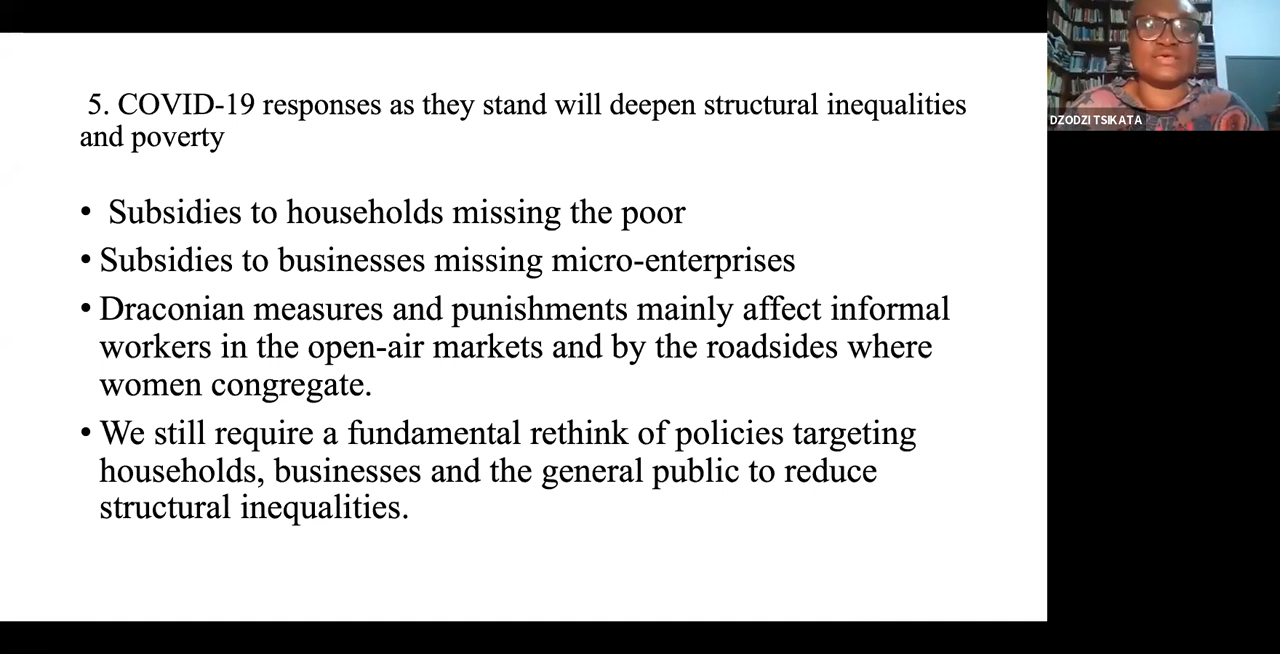 5. COVID-19 responses as they stand will deepen structural inequalities
and poverty
• Subsidies to households missing the poor
• Subsidies to businesses missing micro-enterprises
• Draconian measures and punishments mainly affect informal
workers in the open-air markets and by the roadsides where
women congregate.
• We still require a fundamental rethink of policies targeting
households, businesses and the general public to reduce
structural inequalities.
DZODZI TSIKATA